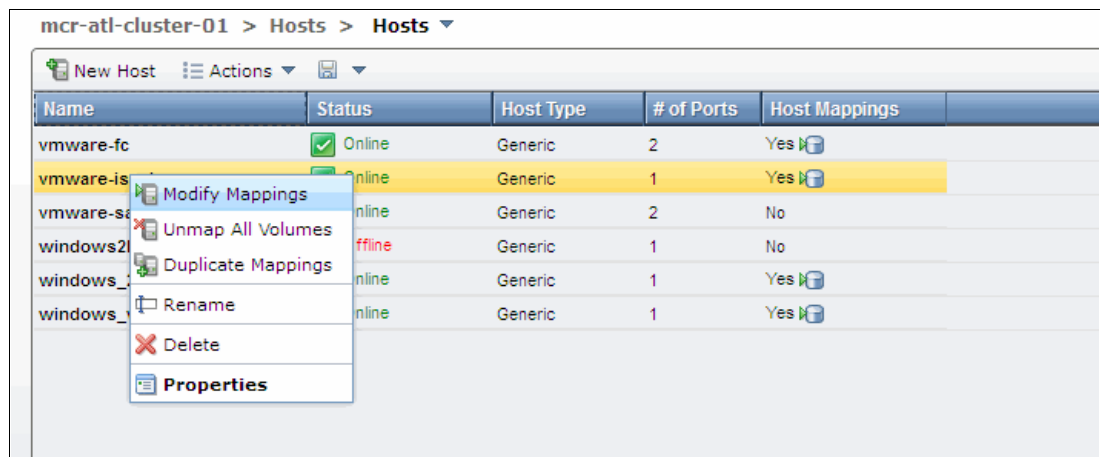 mcr-atl-cluster-01 > Hosts > Hosts
New Host Actions
Name Status Host Type # of Ports Host Mappings
vmware-fc Online Generic 2 Yes
Generic 1 Yes
Generic 2 No
Generic 1 No
Generic 1 Yes
Generic 1 Yes
Modify Mappings
Unmap All Volumes
Duplicate Mappings
Rename
Delete
Properties